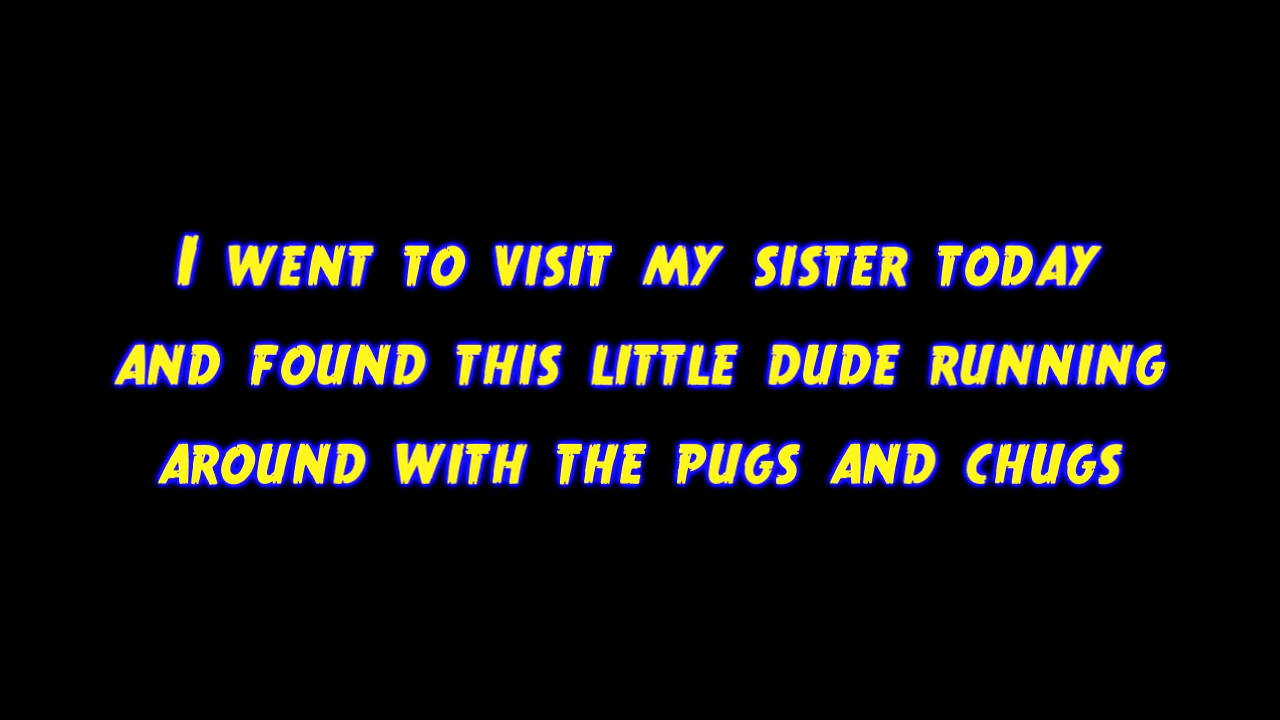 I WENT TO VISIT MY SISTER TODAY
AND FOUND THIS LITTLE DUDE RUNNING
AROUND WITH THE PUGS AND CHUGS